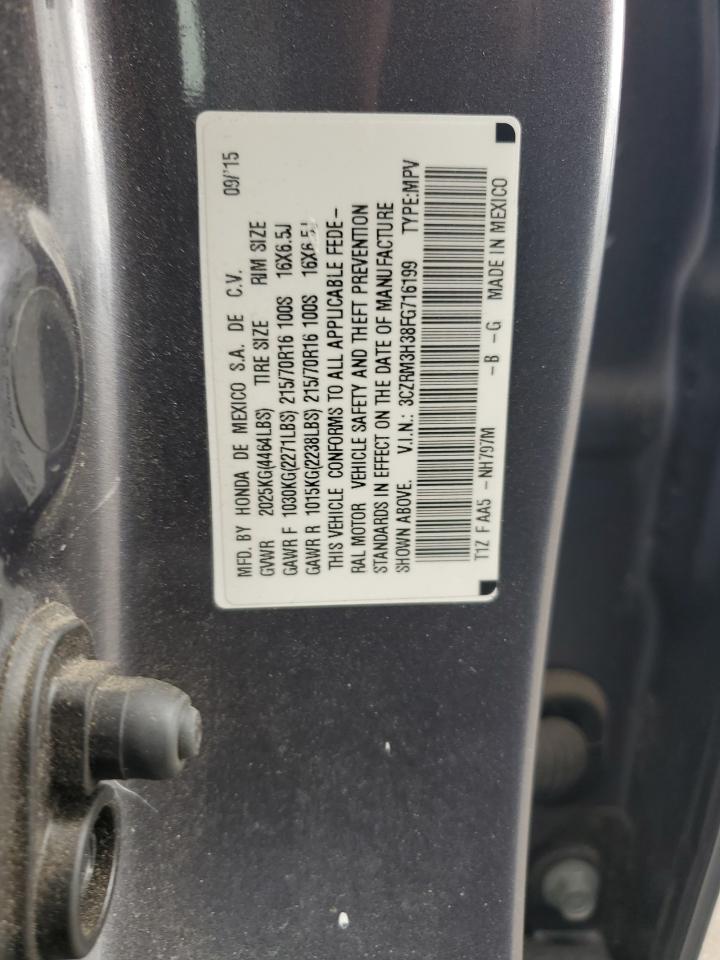 MFD. BY HONDA DE MEXICO S.A. DE C.V. 09/'15
GVWR 2025KG(4464LBS) TIRE SIZE RIM SIZE
GAWR F 1030KG(2271LBS) 215/70R16 100S 16X6.5J
GAWR R 1015KG(2238LBS) 215/70R16 100S 16X6.5J
THIS VEHICLE CONFORMS TO ALL APPLICABLE FEDE-
RAL MOTOR VEHICLE SAFETY AND THEFT PREVENTION
STANDARDS IN EFFECT ON THE DATE OF MANUFACTURE
SHOWN ABOVE. V.I.N.: 3CZRM3H38FG716199 TYPE:MPV
T1Z F AA5 -NH797M -B -G MADE IN MEXICO